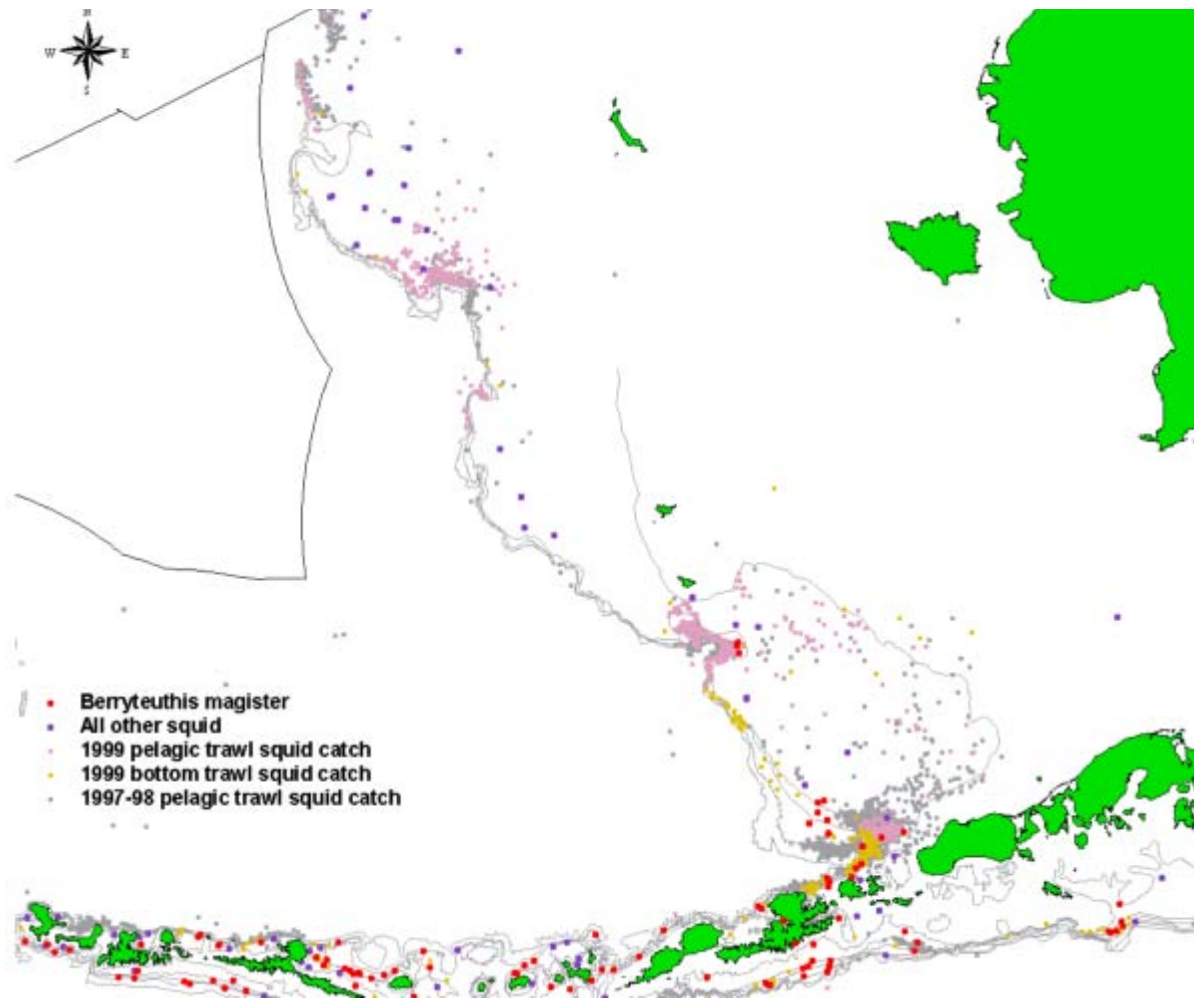 N
W E
S
Berryteuthis magister
All other squid
1999 pelagic trawl squid catch
1999 bottom trawl squid catch
1997-98 pelagic trawl squid catch